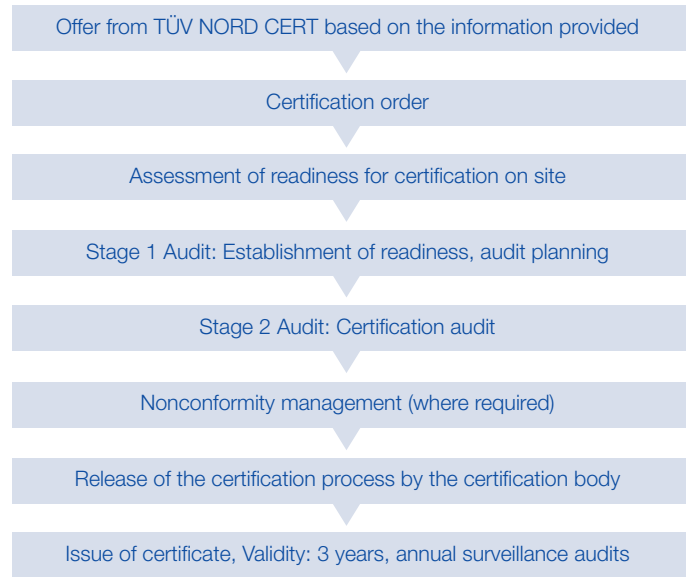 Offer from TÜV NORD CERT based on the information provided
Certification order
Assessment of readiness for certification on site
Stage 1 Audit: Establishment of readiness, audit planning
Stage 2 Audit: Certification audit
Nonconformity management (where required)
Release of the certification process by the certification body
Issue of certificate, Validity: 3 years, annual surveillance audits